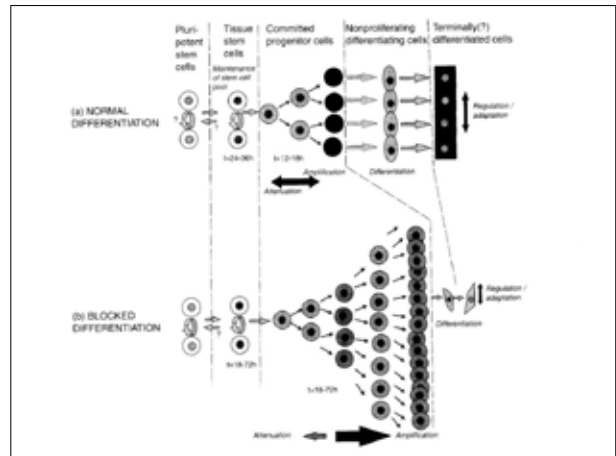 Pluri-
potent
stem
cells
Tissue
stem
cells
Maintenance
of stem cell
pool
Committed
progenitor cells
Nonproliferating
differentiating cells
Terminally(?)
differentiated cells
(a) NORMAL
DIFFERENTIATION
t=24-36h
t=12-18h
Attenuation
Amplification
Differentiation
Regulation /
adaptation
(b) BLOCKED
DIFFERENTIATION
t=18-72h
t=18-72h
Differentiation
Regulation /
adaptation
Attenuation
Amplification